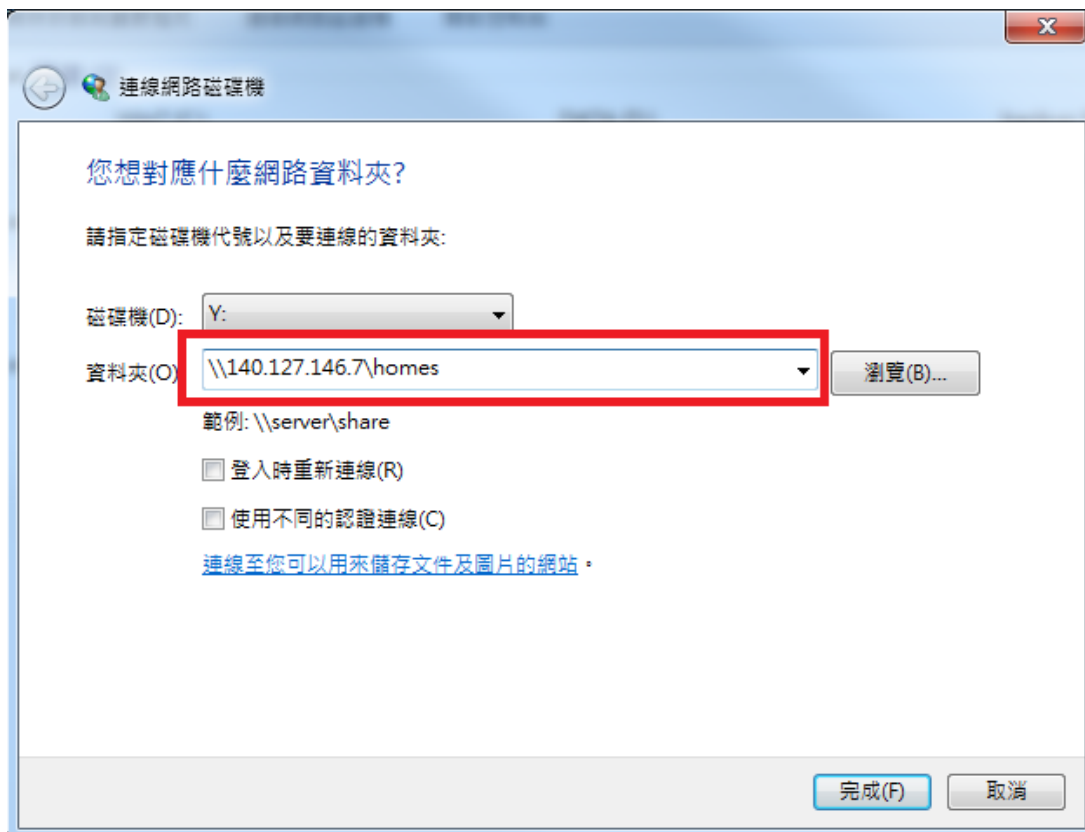 連線網路磁碟機
您想對應什麼網路資料夾?
請指定磁碟機代號以及要連線的資料夾:
磁碟機(D): Y:
資料夾(O) \\140.127.146.7\homes 瀏覽(B)...
範例: \\server\share
登入時重新連線(R)
使用不同的認證連線(C)
連線至您可以用來儲存文件及圖片的網站。
完成(F) 取消